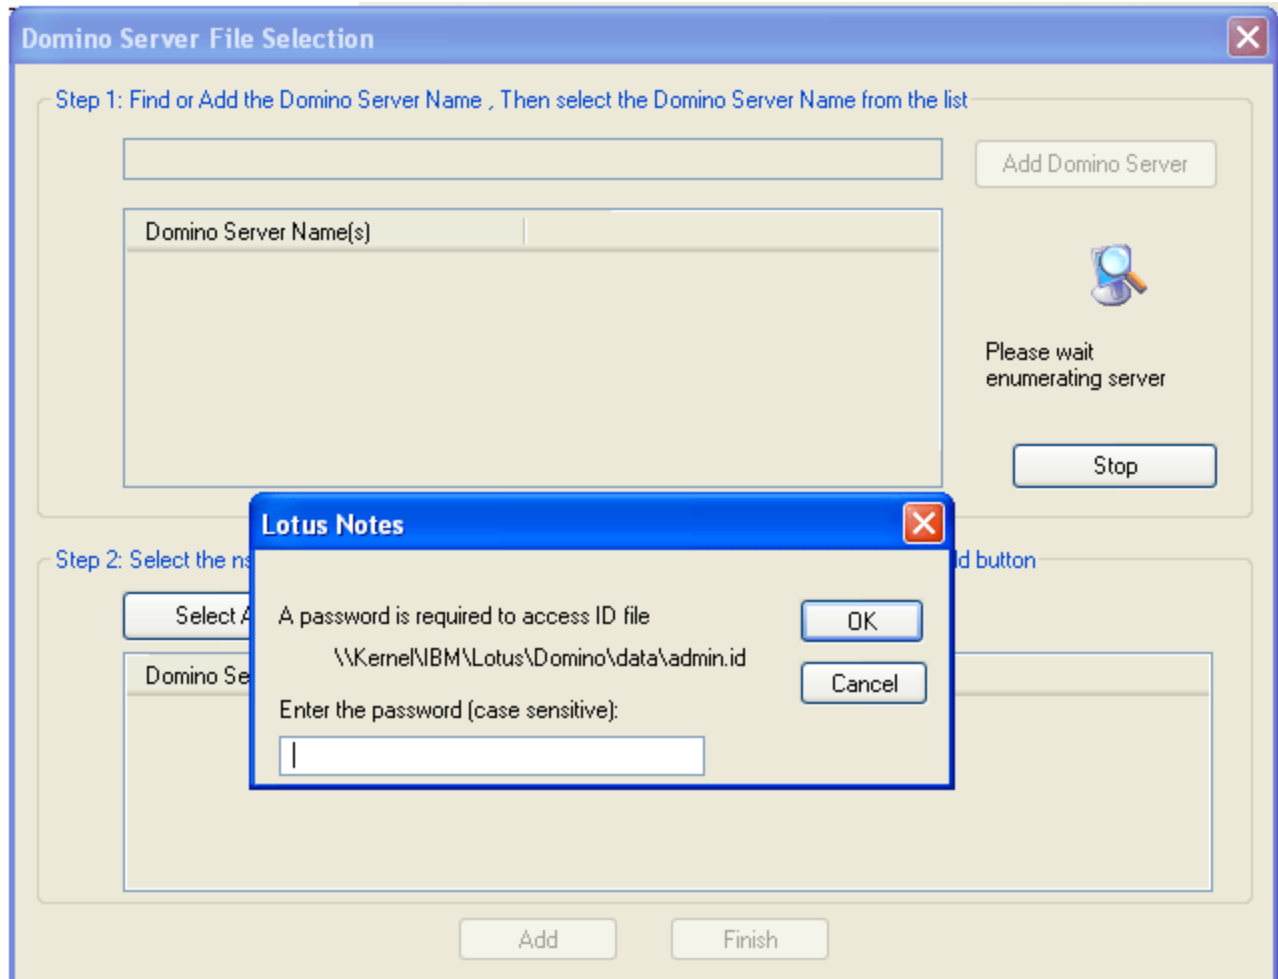 Domino Server File Selection
Step 1: Find or Add the Domino Server Name , Then select the Domino Server Name from the list
Add Domino Server
Domino Server Name(s)
Please wait
enumerating server
Stop
Lotus Notes
Step 2: Select the
button
Select
A password is required to access ID file
OK
\\Kernel\IBM\Lotus\Domino\data\admin.id
Domino
Cancel
Enter the password (case sensitive):
Add
Finish